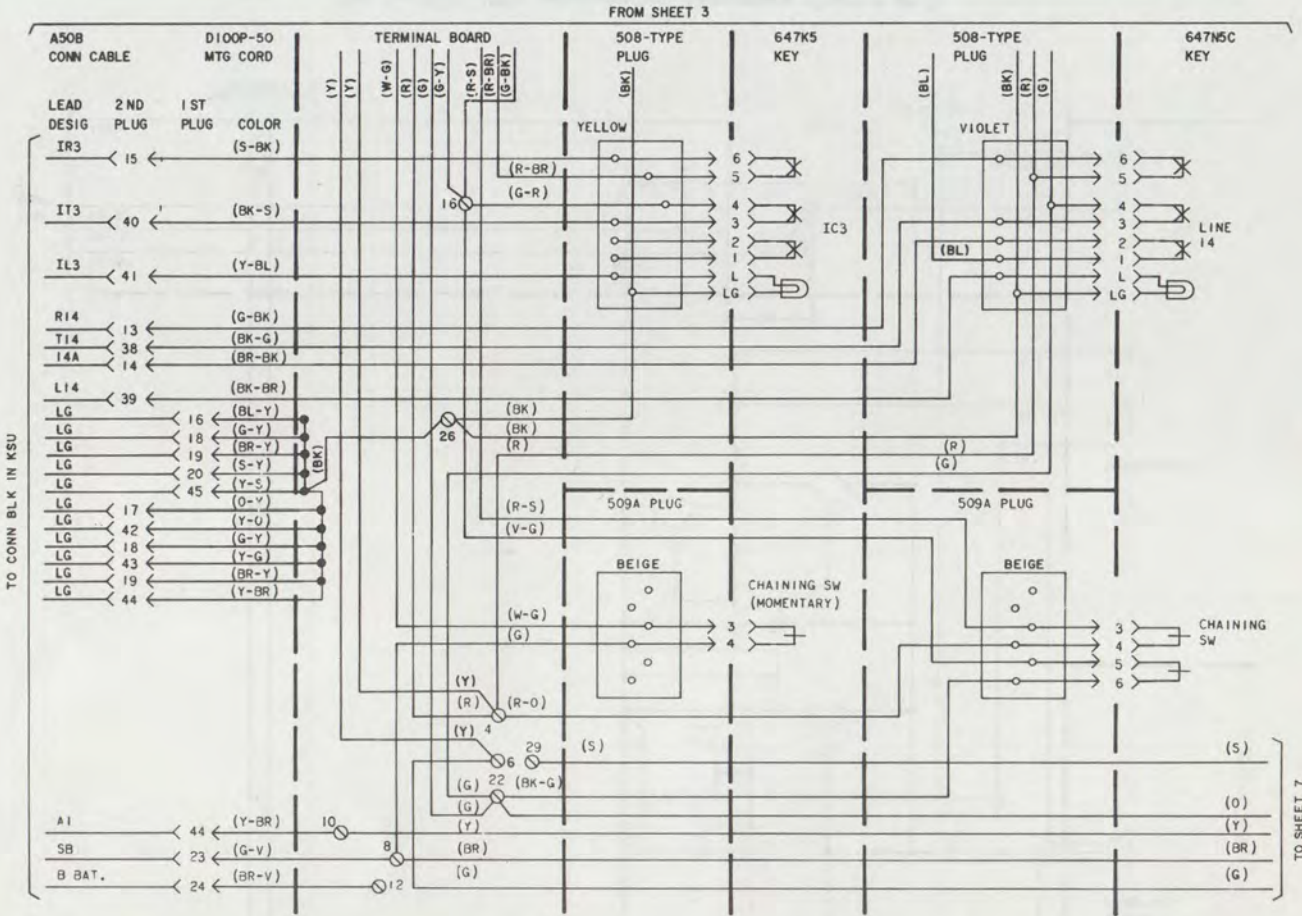 FROM SHEET 3
A50B CONN CABLE
D100P-50 MTG CORD
TERMINAL BOARD
508-TYPE PLUG
647K5 KEY
508-TYPE PLUG
647N5C KEY
LEAD DESIG
2ND PLUG
1ST PLUG
COLOR
(Y)
(Y)
(W-G)
(R)
(G)
(G-Y)
(R-S)
(R-BR)
(G-BK)
(BK)
(BL)
(BK)
(R)
(G)
YELLOW
VIOLET
IR3 15 (S-BK)
(R-BR)
6
5
6
5
16
(G-R)
4
4
IT3 40 (BK-S)
3
IC3
3
LINE 14
2
1
2
(BL)
1
IL3 41 (Y-BL)
L
LG
L
LG
R14 13 (G-BK)
T14 38 (BK-G)
14A 14 (BR-BK)
L14 39 (BK-BR)
LG 16 (BL-Y)
LG 18 (G-Y)
LG 19 (BR-Y)
LG 20 (S-Y)
LG 45 (Y-S)
(BK)
26
(BK)
(BK)
(R)
(R)
(G)
LG 17 (O-Y)
LG 42 (Y-O)
LG 18 (G-Y)
LG 43 (Y-G)
LG 19 (BR-Y)
LG 44 (Y-BR)
TO CONN BLK IN KSU
509A PLUG
509A PLUG
(R-S)
(V-G)
BEIGE
BEIGE
CHAINING SW (MOMENTARY)
(W-G)
3
(G)
4
3
4
5
6
CHAINING SW
(Y)
(R)
(R-O)
4
(Y)
6
29
(S)
(S)
(G)
22
(BK-G)
(G)
(O)
A1 44 (Y-BR)
10
(Y)
(Y)
SB 23 (G-V)
8
(BR)
(BR)
B BAT. 24 (BR-V)
12
(G)
(G)
TO SHEET 7